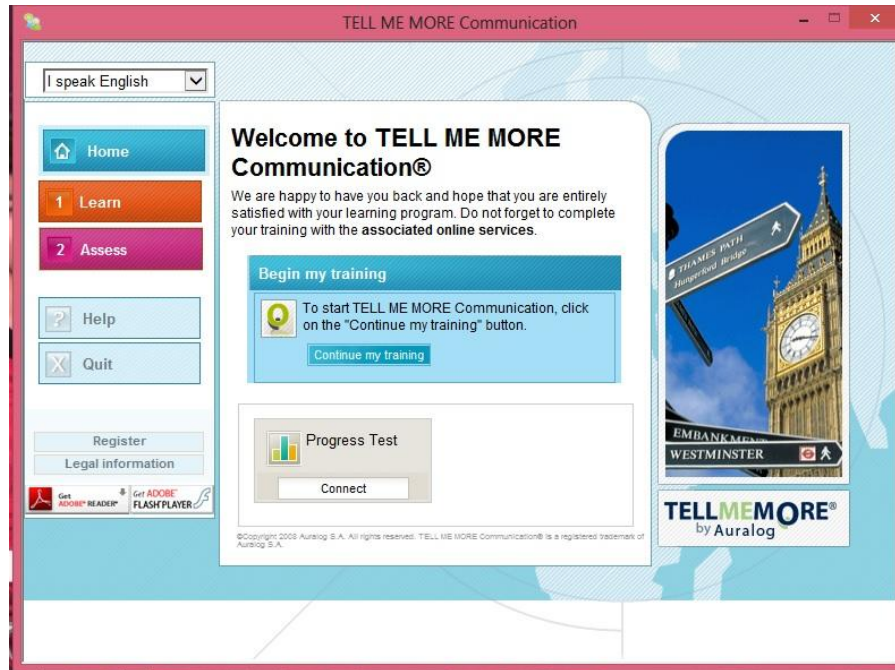 TELL ME MORE Communication
I speak English
Home
1 Learn
2 Assess
? Help
X Quit
Register
Legal information
Get ADOBE® READER®
Get ADOBE® FLASH® PLAYER
Welcome to TELL ME MORE
Communication®
We are happy to have you back and hope that you are entirely
satisfied with your learning program. Do not forget to complete
your training with the associated online services.
Begin my training
To start TELL ME MORE Communication, click
on the "Continue my training" button.
Continue my training
Progress Test
Connect
©Copyright 2008 Auralog S.A. All rights reserved. TELL ME MORE Communication® is a registered trademark of
Auralog S.A.
THAMES PATH
Hungerford Bridge
EMBANKMENT
WESTMINSTER
TELLMEMORE®
by Auralog